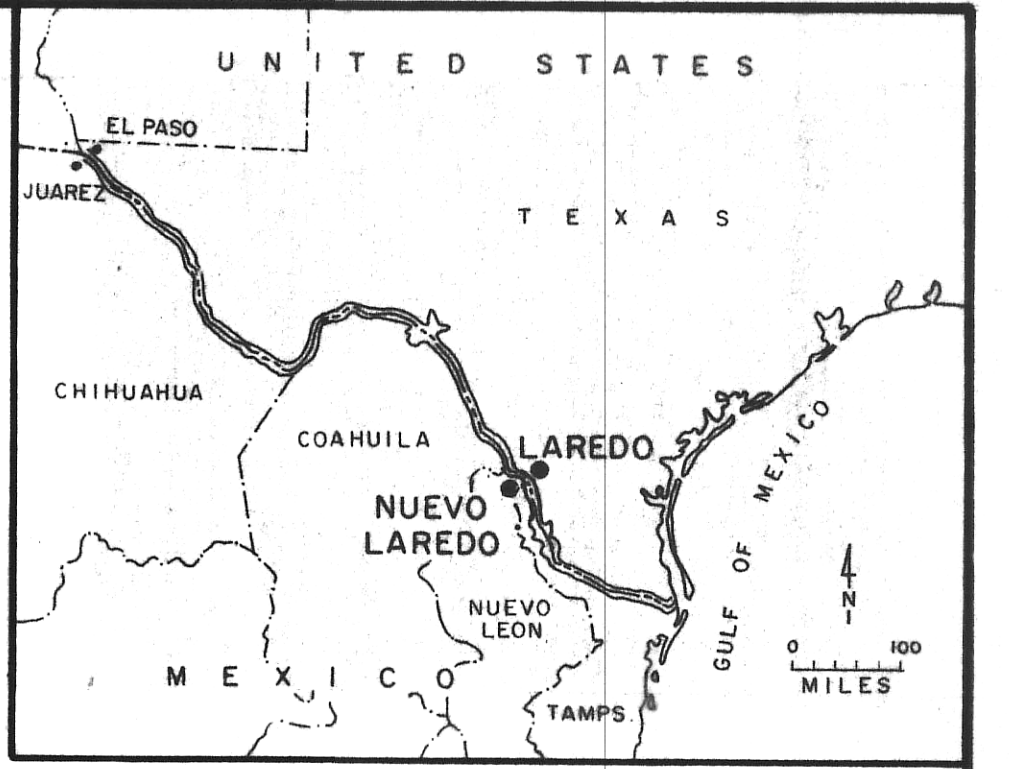 UNITED STATES
EL PASO
JUAREZ
TEXAS
CHIHUAHUA
COAHUILA
LAREDO
NUEVO
LAREDO
GULF OF MEXICO
NUEVO
LEON
N
0 100
MILES
MEXICO
TAMPS.